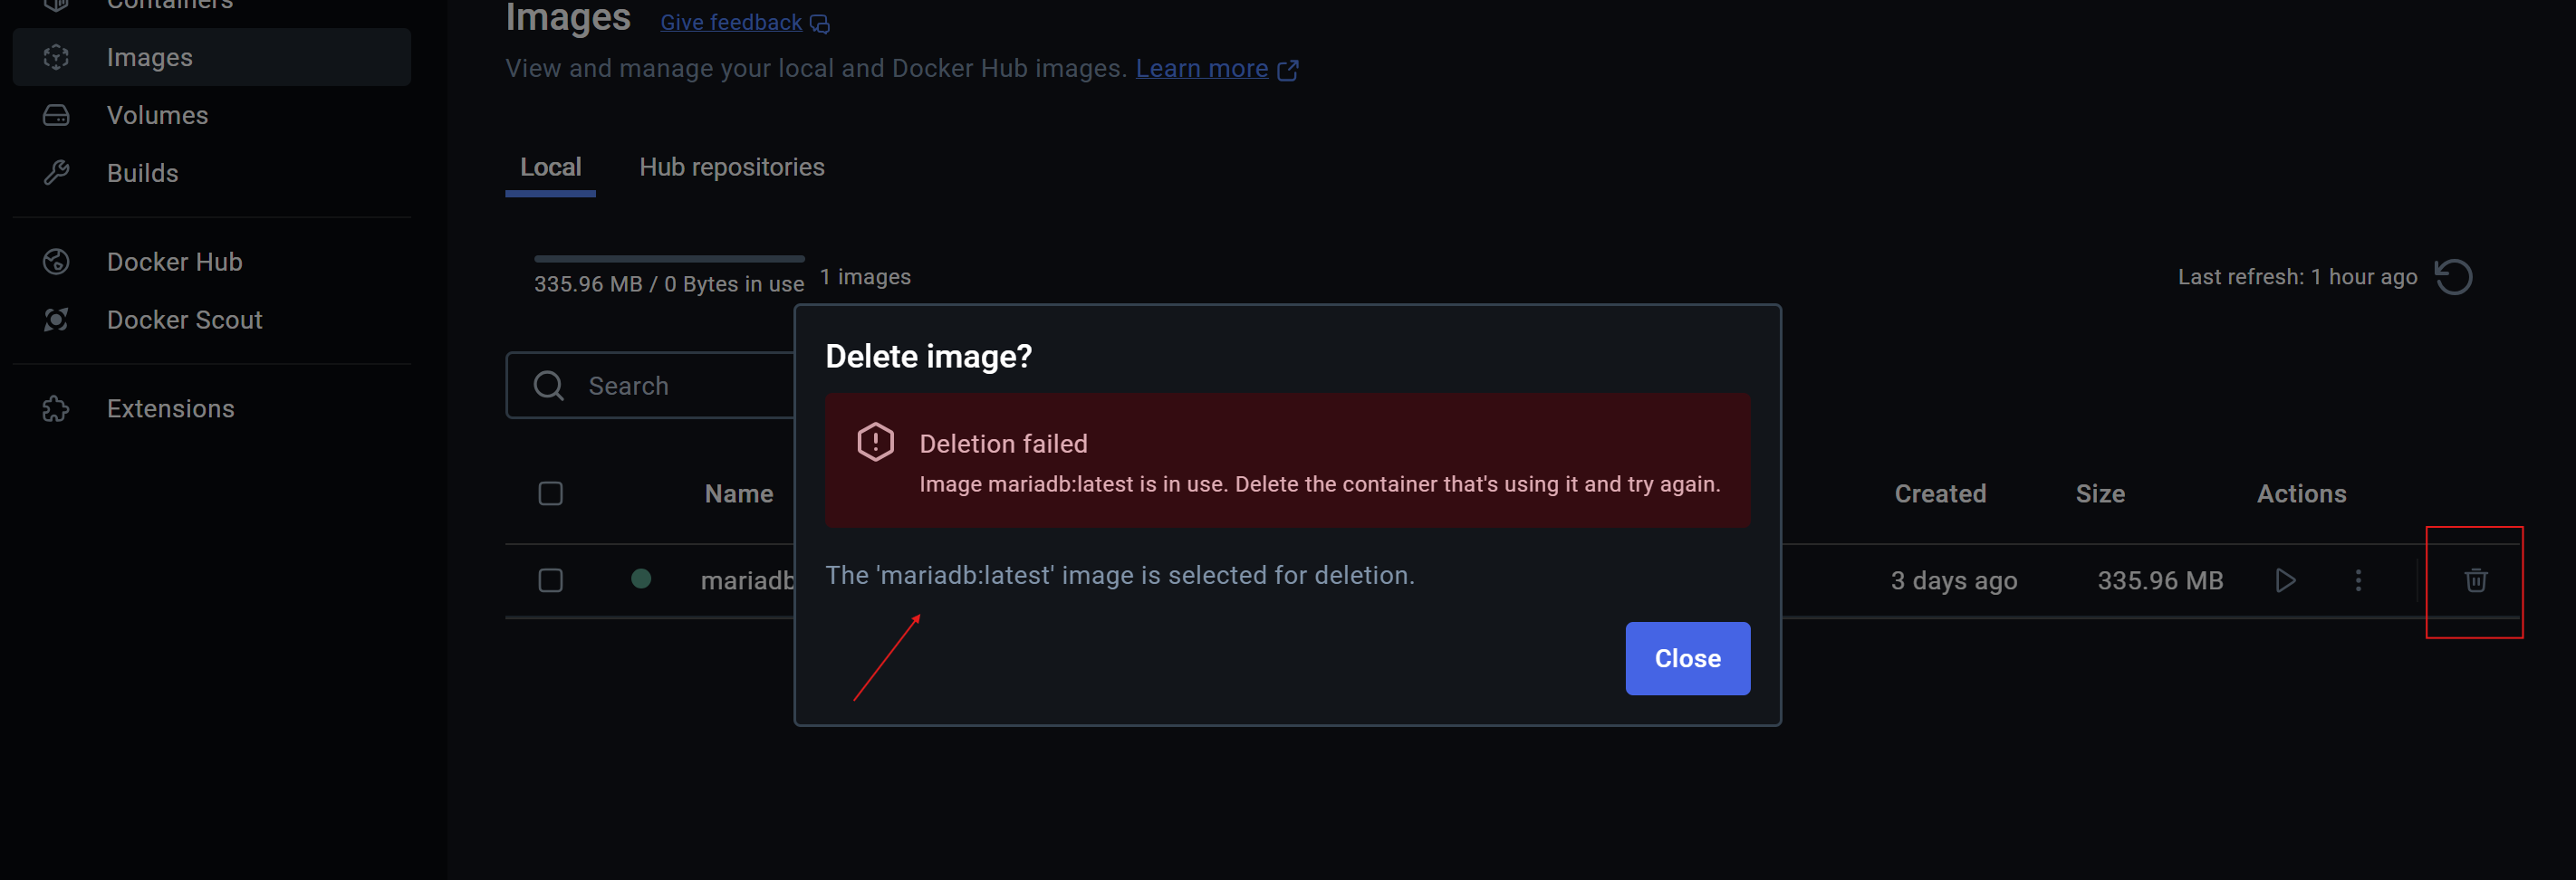 Containers
Images
Volumes
Builds
Docker Hub
Docker Scout
Extensions
Images Give feedback
View and manage your local and Docker Hub images. Learn more
Local Hub repositories
335.96 MB / 0 Bytes in use 1 images
Last refresh: 1 hour ago
Search
Name Created Size Actions
mariadb 3 days ago 335.96 MB
Delete image?
Deletion failed
Image mariadb:latest is in use. Delete the container that's using it and try again.
The 'mariadb:latest' image is selected for deletion.
Close